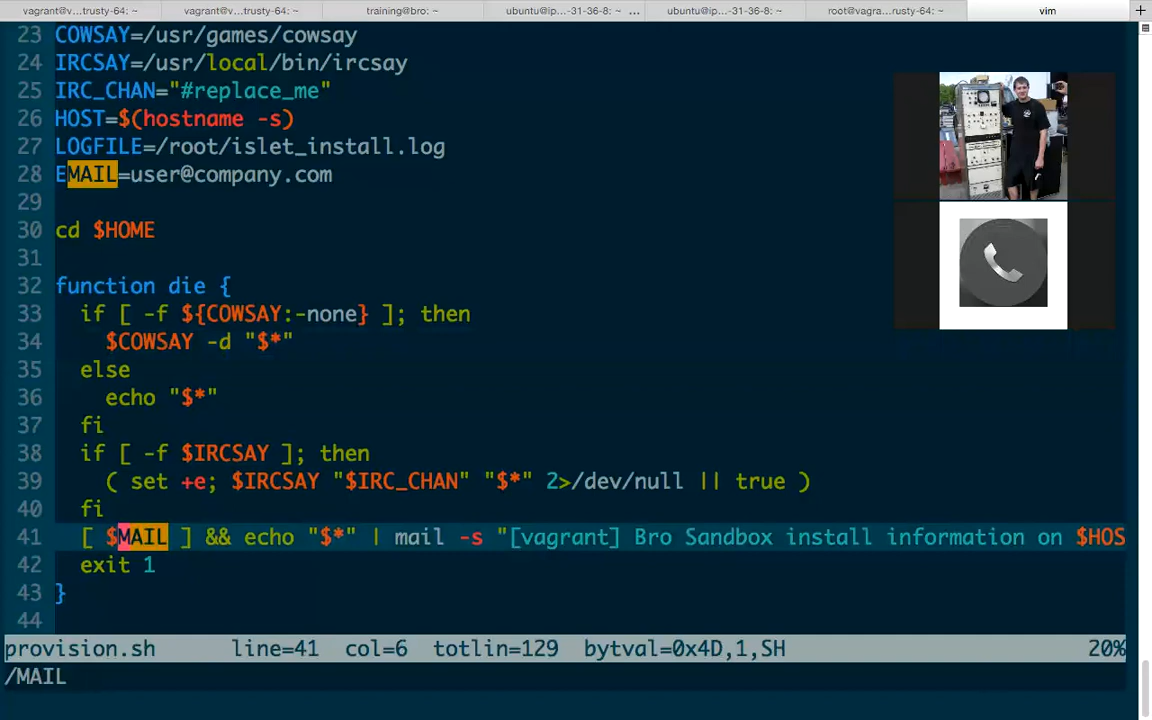 vagrant@v...trusty-64: ~
vagrant@v...trusty-64: ~
training@bro: ~
ubuntu@ip...-31-36-8: ~ ...
ubuntu@ip...-31-36-8: ~
root@vagra...rusty-64: ~
vim
23 COWSAY=/usr/games/cowsay
24 IRCSAY=/usr/local/bin/ircsay
25 IRC_CHAN="#replace_me"
26 HOST=$(hostname -s)
27 LOGFILE=/root/islet_install.log
28 EMAIL=user@company.com
29
30 cd $HOME
31
32 function die {
33   if [ -f ${COWSAY:-none} ]; then
34     $COWSAY -d "$*"
35   else
36     echo "$*"
37   fi
38   if [ -f $IRCSAY ]; then
39     ( set +e; $IRCSAY "$IRC_CHAN" "$*" 2>/dev/null || true )
40   fi
41   [ $MAIL ] && echo "$*" | mail -s "[vagrant] Bro Sandbox install information on $HOS
42   exit 1
43 }
44
provision.sh line=41 col=6 totlin=129 bytval=0x4D,1,SH 20%
/MAIL